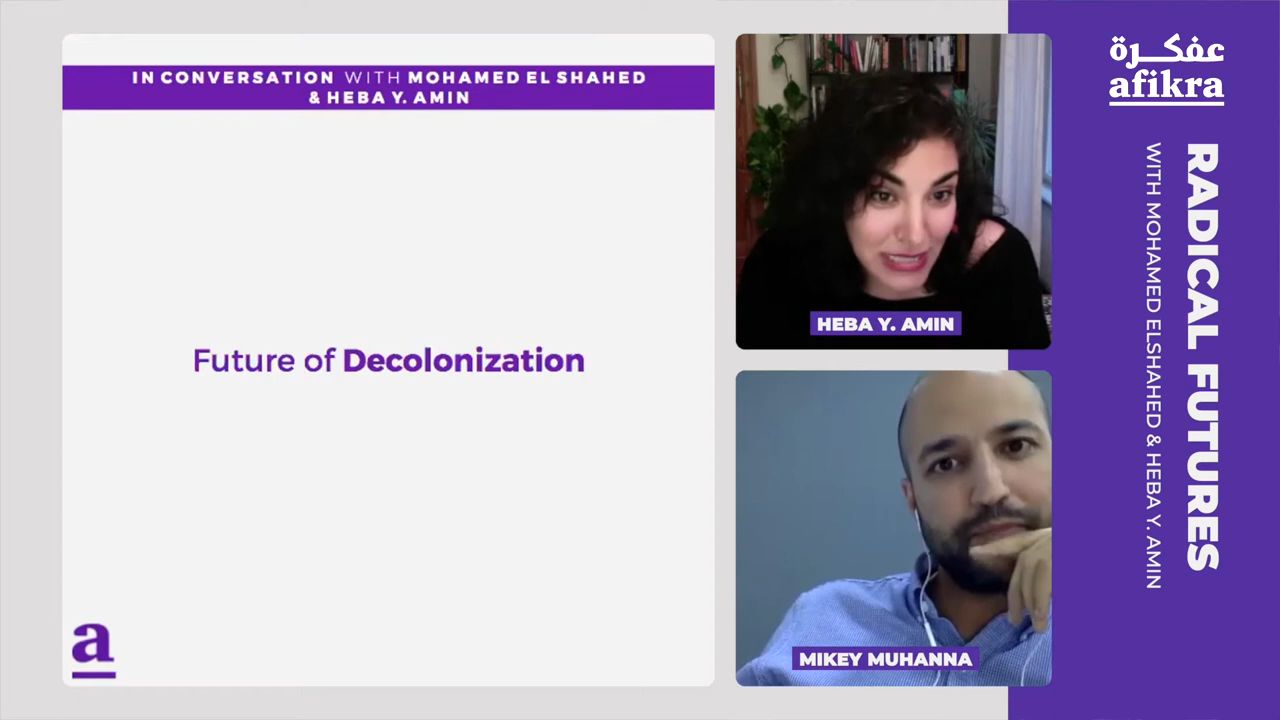 IN CONVERSATION WITH MOHAMED EL SHAHED
& HEBA Y. AMIN
Future of Decolonization
a
HEBA Y. AMIN
MIKEY MUHANNA
عفكرة
afikra
RADICAL FUTURES
WITH MOHAMED ELSHAHED & HEBA Y. AMIN